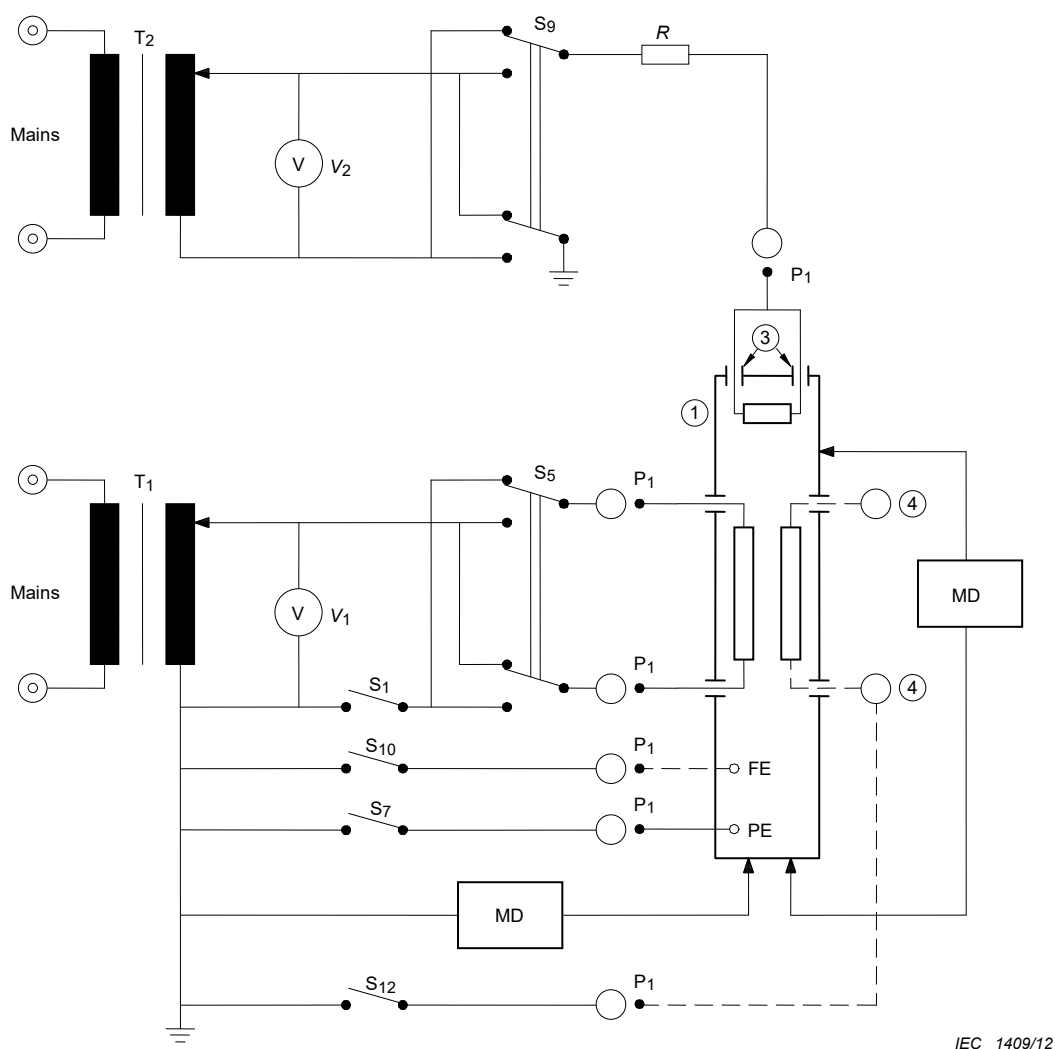 T2
S9
R
Mains
V
V2
P1
3
1
T1
S5
P1
4
Mains
V
V1
MD
S1
P1
4
S10
P1
FE
S7
P1
PE
MD
S12
P1
IEC 1409/12